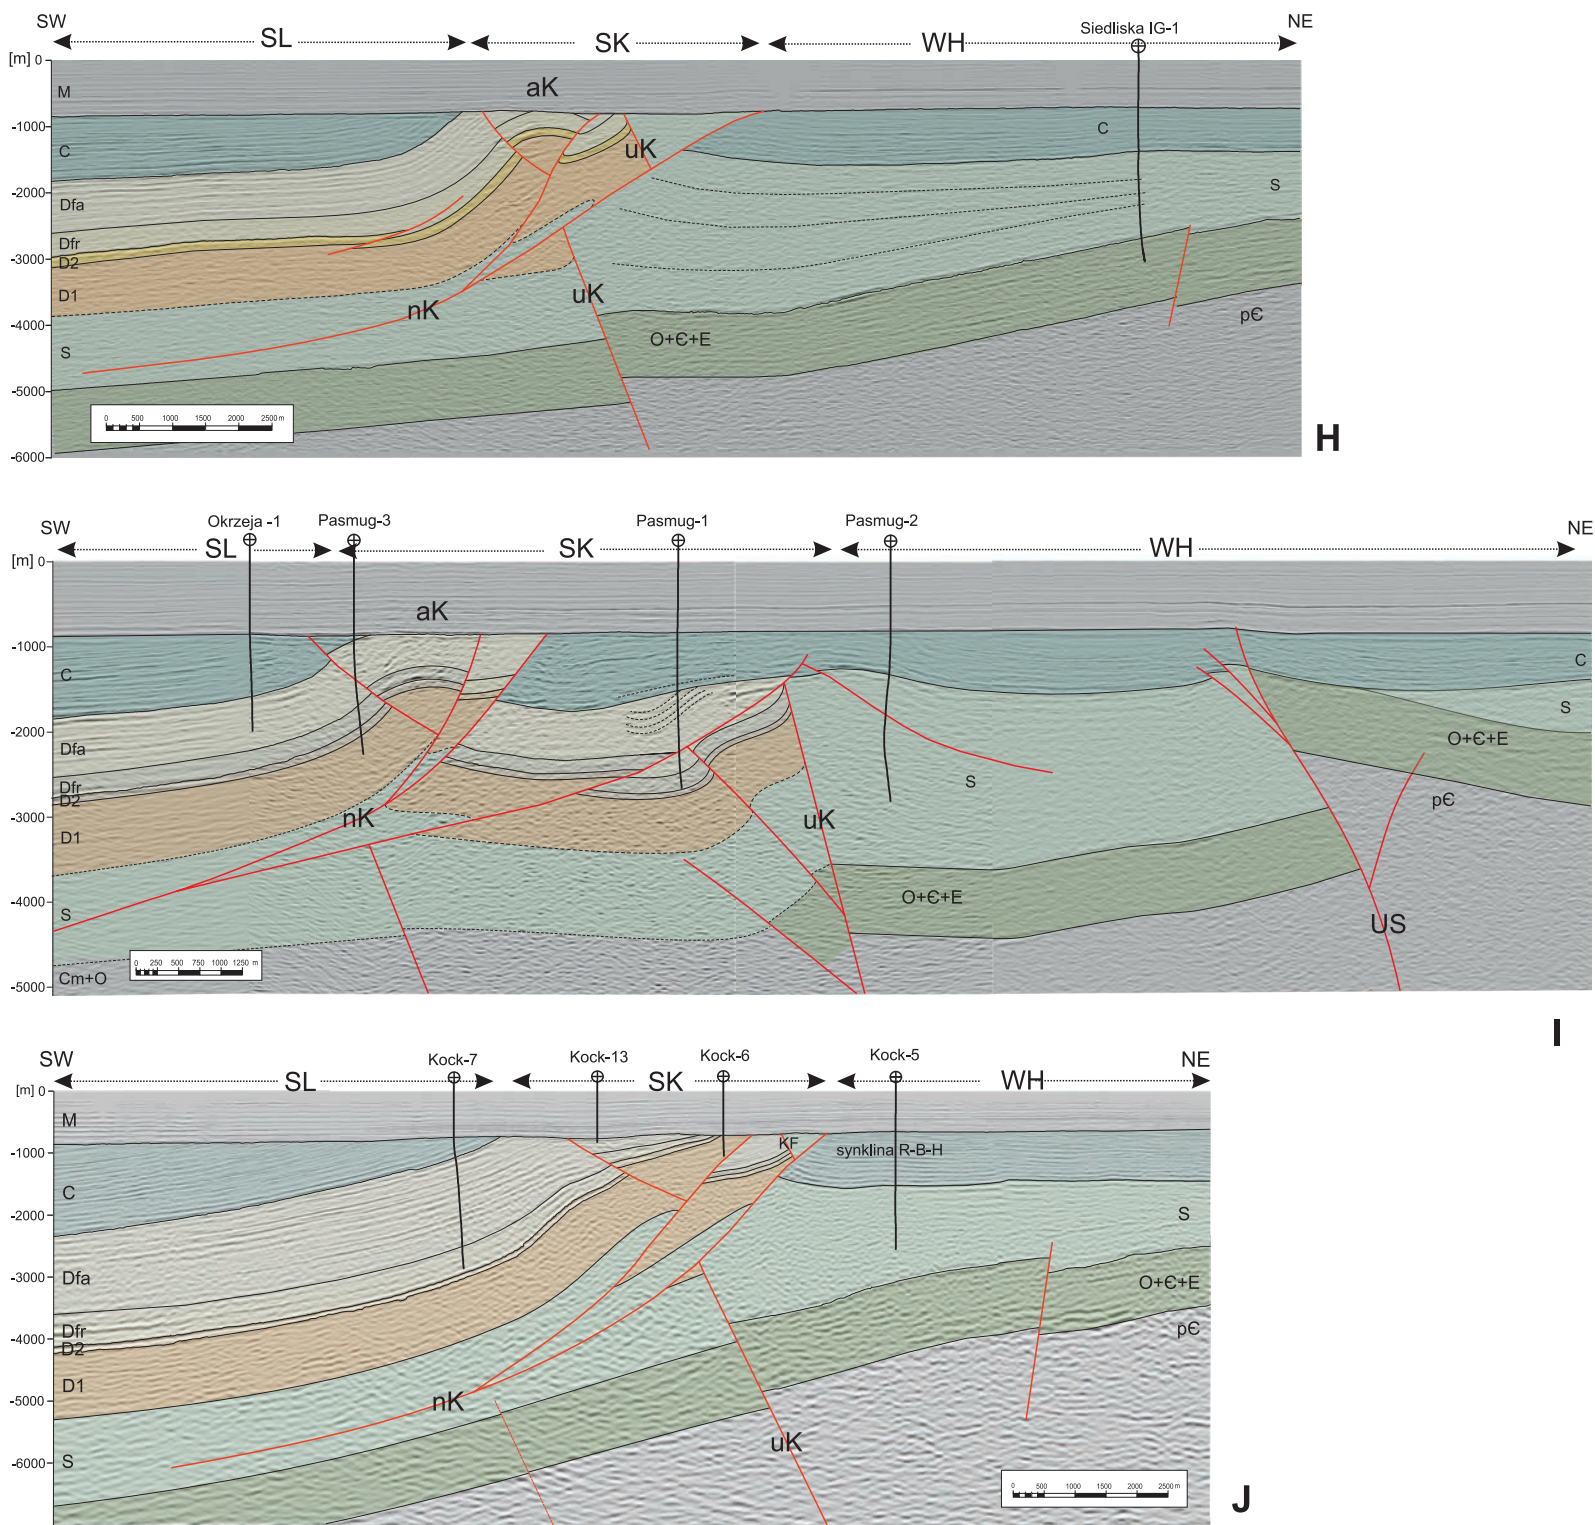 SW SL SK WH Siedliska IG-1 NE
[m] 0
M
aK
-1000
C
C
uK
-2000
S
Dfa
Dfr
-3000
D2
D1
nK
uK
pЄ
-4000
O+Є+E
S
-5000
0 500 1000 1500 2000 2500 m
-6000
H
SW Okrzeja -1 Pasmug-3 Pasmug-1 Pasmug-2 NE
SL SK WH
[m] 0
aK
-1000
C
C
S
-2000
Dfa
O+Є+E
S
Dfr
D2
pЄ
-3000
nK
uK
D1
-4000
O+Є+E
S
US
0 250 500 750 1000 1250 m
Cm+O
-5000
I
SW Kock-7 Kock-13 Kock-6 Kock-5 NE
SL SK WH
[m] 0
M
KF
-1000
synklina R-B-H
C
-2000
S
Dfa
-3000
O+Є+E
Dfr
pЄ
-4000
D2
D1
-5000
nK
uK
S
-6000
0 500 1000 1500 2000 2500 m
J